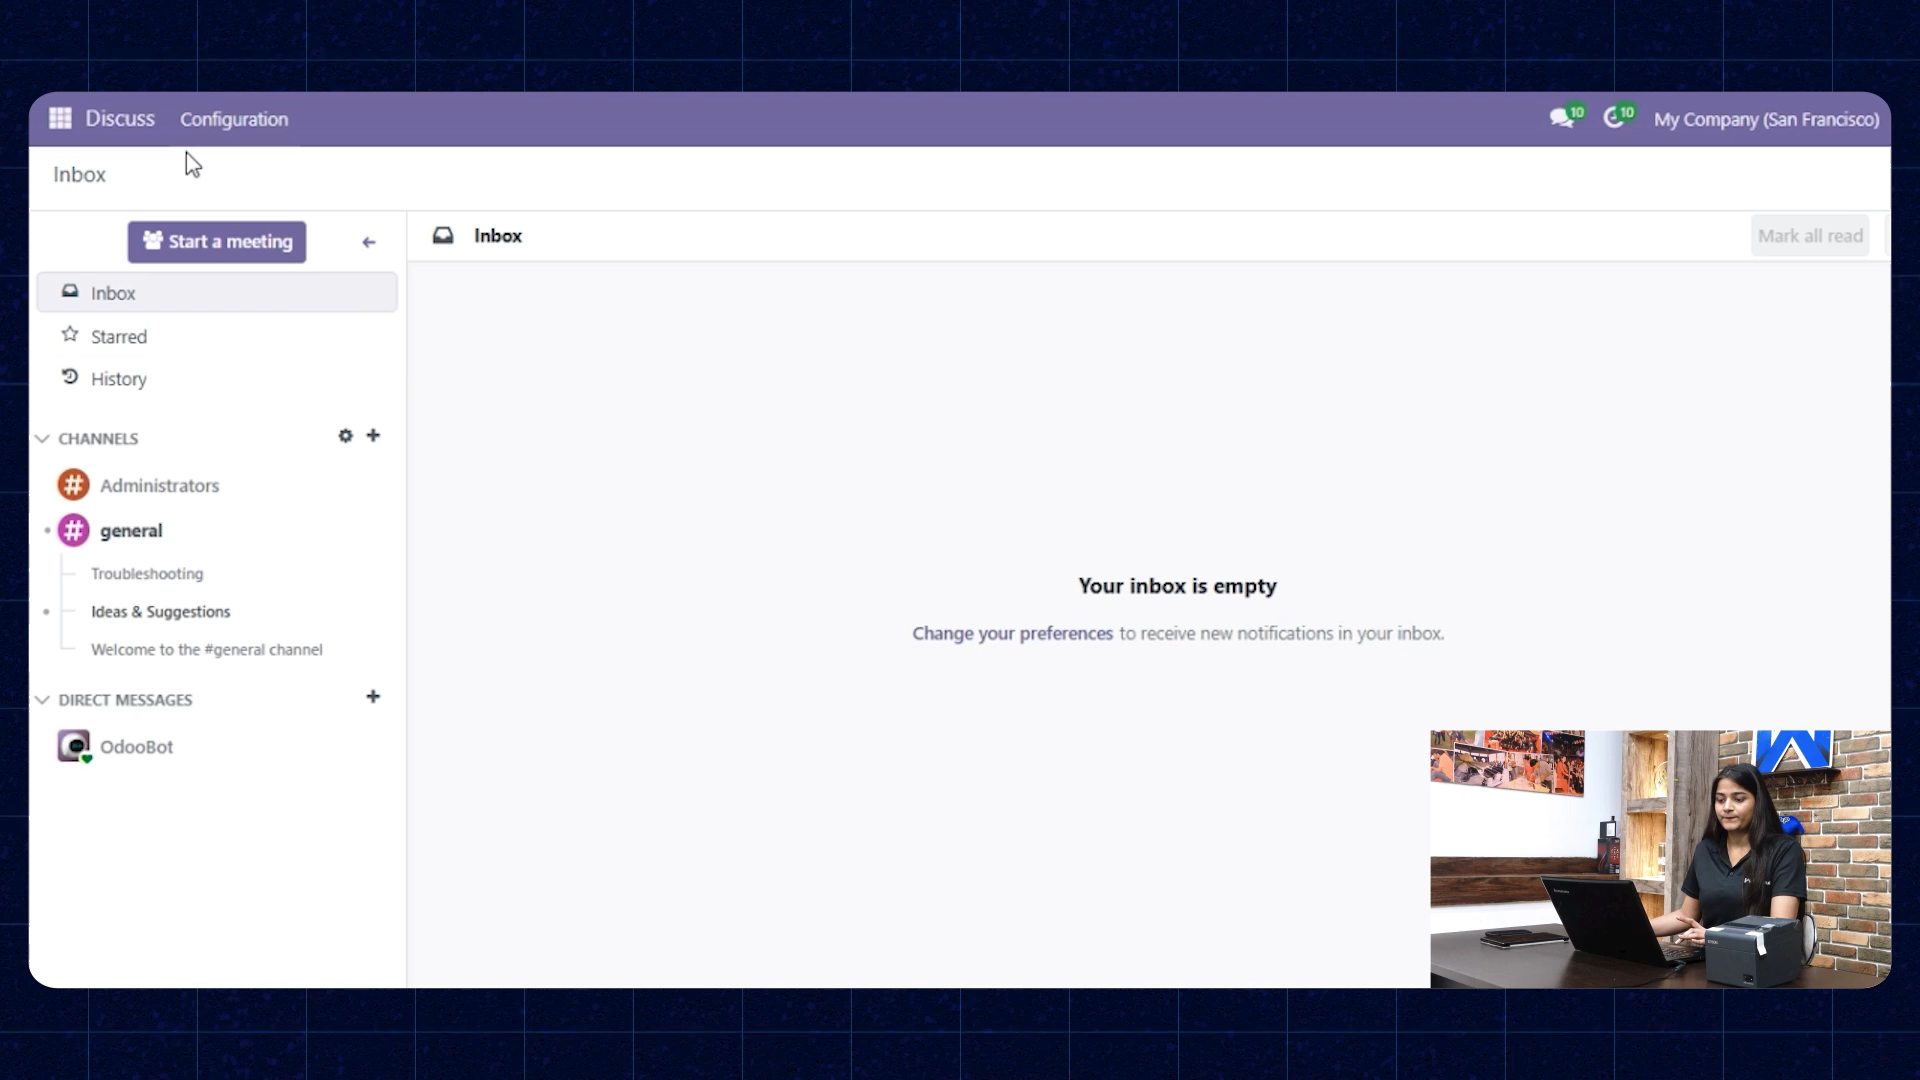 Discuss Configuration 10 10 My Company (San Francisco)
Inbox
Start a meeting
Inbox Mark all read
Inbox
Starred
History
CHANNELS
Administrators
general
Troubleshooting
Ideas & Suggestions
Welcome to the #general channel
DIRECT MESSAGES
OdooBot
Your inbox is empty
Change your preferences to receive new notifications in your inbox.